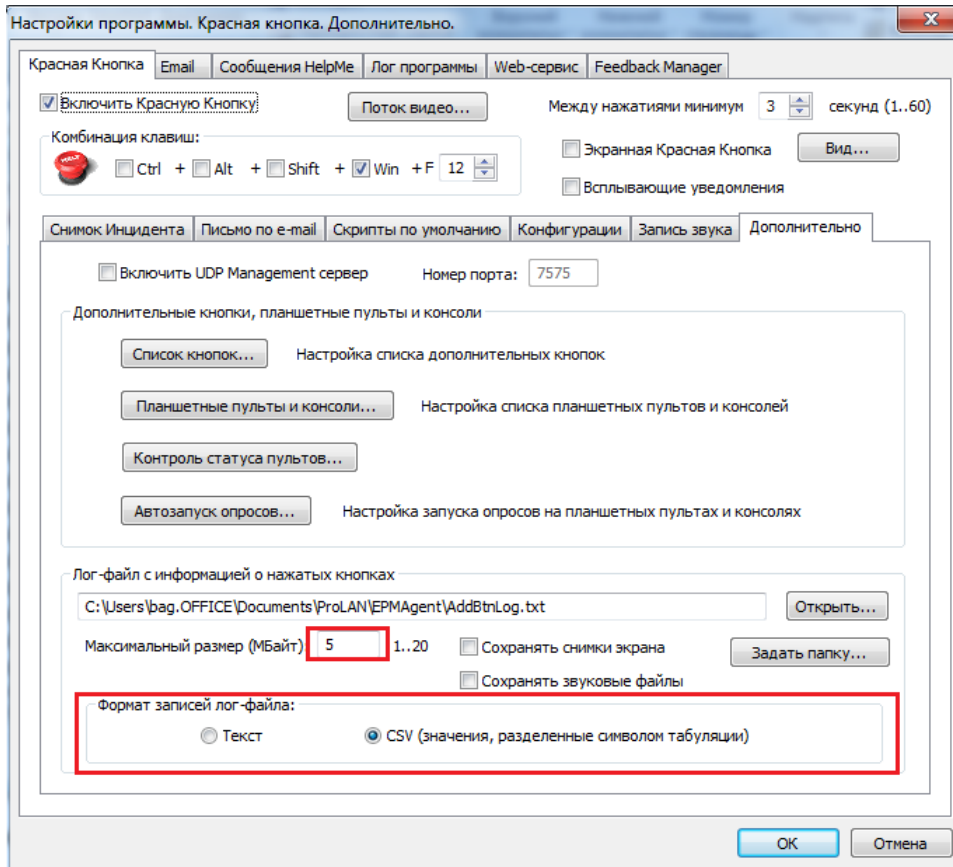 Настройки программы. Красная кнопка. Дополнительно.
Красная Кнопка Email Сообщения HelpMe Лог программы Web-сервис Feedback Manager
Включить Красную Кнопку Поток видео... Между нажатиями минимум 3 секунд (1..60)
Комбинация клавиш:
HELP Ctrl + Alt + Shift + Win + F 12
Экранная Красная Кнопка Вид...
Всплывающие уведомления
Снимок Инцидента Письмо по e-mail Скрипты по умолчанию Конфигурации Запись звука Дополнительно
Включить UDP Management сервер Номер порта: 7575
Дополнительные кнопки, планшетные пульты и консоли
Список кнопок... Настройка списка дополнительных кнопок
Планшетные пульты и консоли... Настройка списка планшетных пультов и консолей
Контроль статуса пультов...
Автозапуск опросов... Настройка запуска опросов на планшетных пультах и консолях
Лог-файл с информацией о нажатых кнопках
C:\Users\bag.OFFICE\Documents\ProLAN\EPMAgent\AddBtnLog.txt Открыть...
Максимальный размер (МБайт) 5 1..20 Сохранять снимки экрана Задать папку...
Сохранять звуковые файлы
Формат записей лог-файла:
Текст CSV (значения, разделенные символом табуляции)
OK Отмена